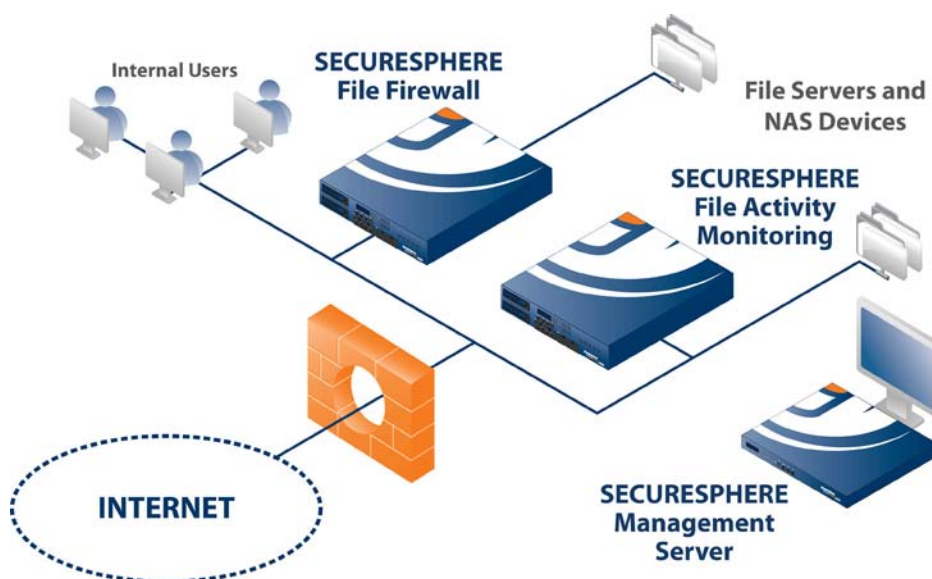 Internal Users
SECURESPHERE
File Firewall
File Servers and
NAS Devices
SECURESPHERE
File Activity
Monitoring
INTERNET
SECURESPHERE
Management
Server